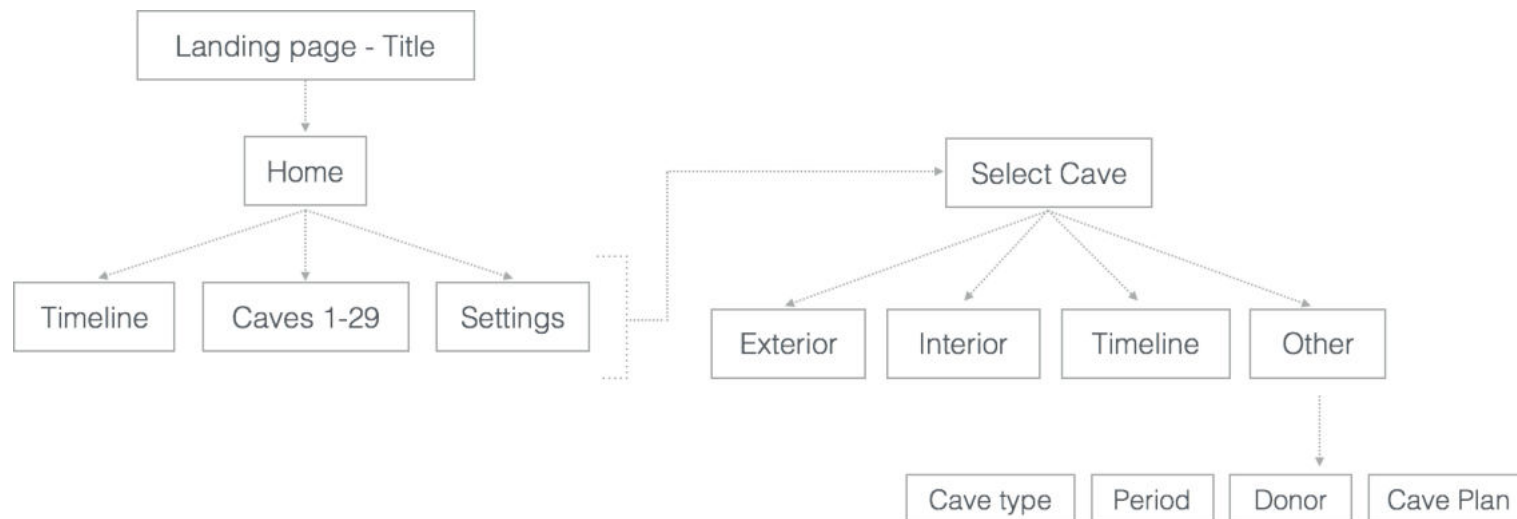 Landing page - Title
Home
Select Cave
Timeline
Caves 1-29
Settings
Exterior
Interior
Timeline
Other
Cave type
Period
Donor
Cave Plan